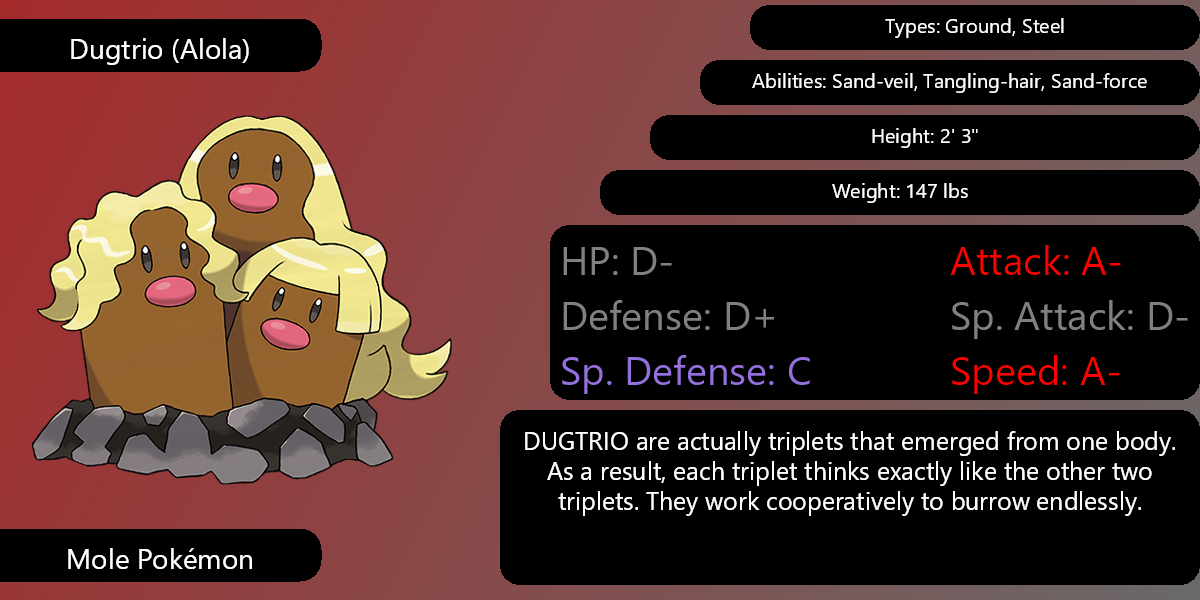 Dugtrio (Alola)
Types: Ground, Steel
Abilities: Sand-veil, Tangling-hair, Sand-force
Height: 2' 3"
Weight: 147 lbs
HP: D-
Attack: A-
Defense: D+
Sp. Attack: D-
Sp. Defense: C
Speed: A-
DUGTRIO are actually triplets that emerged from one body.
As a result, each triplet thinks exactly like the other two
triplets. They work cooperatively to burrow endlessly.
Mole Pokémon